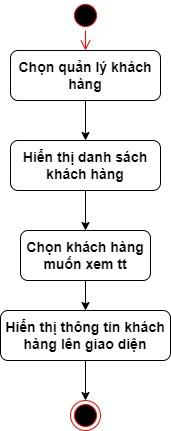 Chọn quản lý khách
hàng
Hiển thị danh sách
khách hàng
Chọn khách hàng
muốn xem tt
Hiển thị thông tin khách
hàng lên giao diện